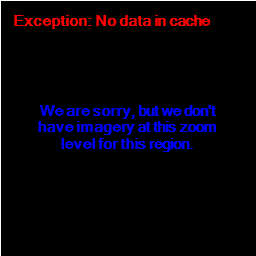 Exception: No data in cache
We are sorry, but we don't
have imagery at this zoom
level for this region.